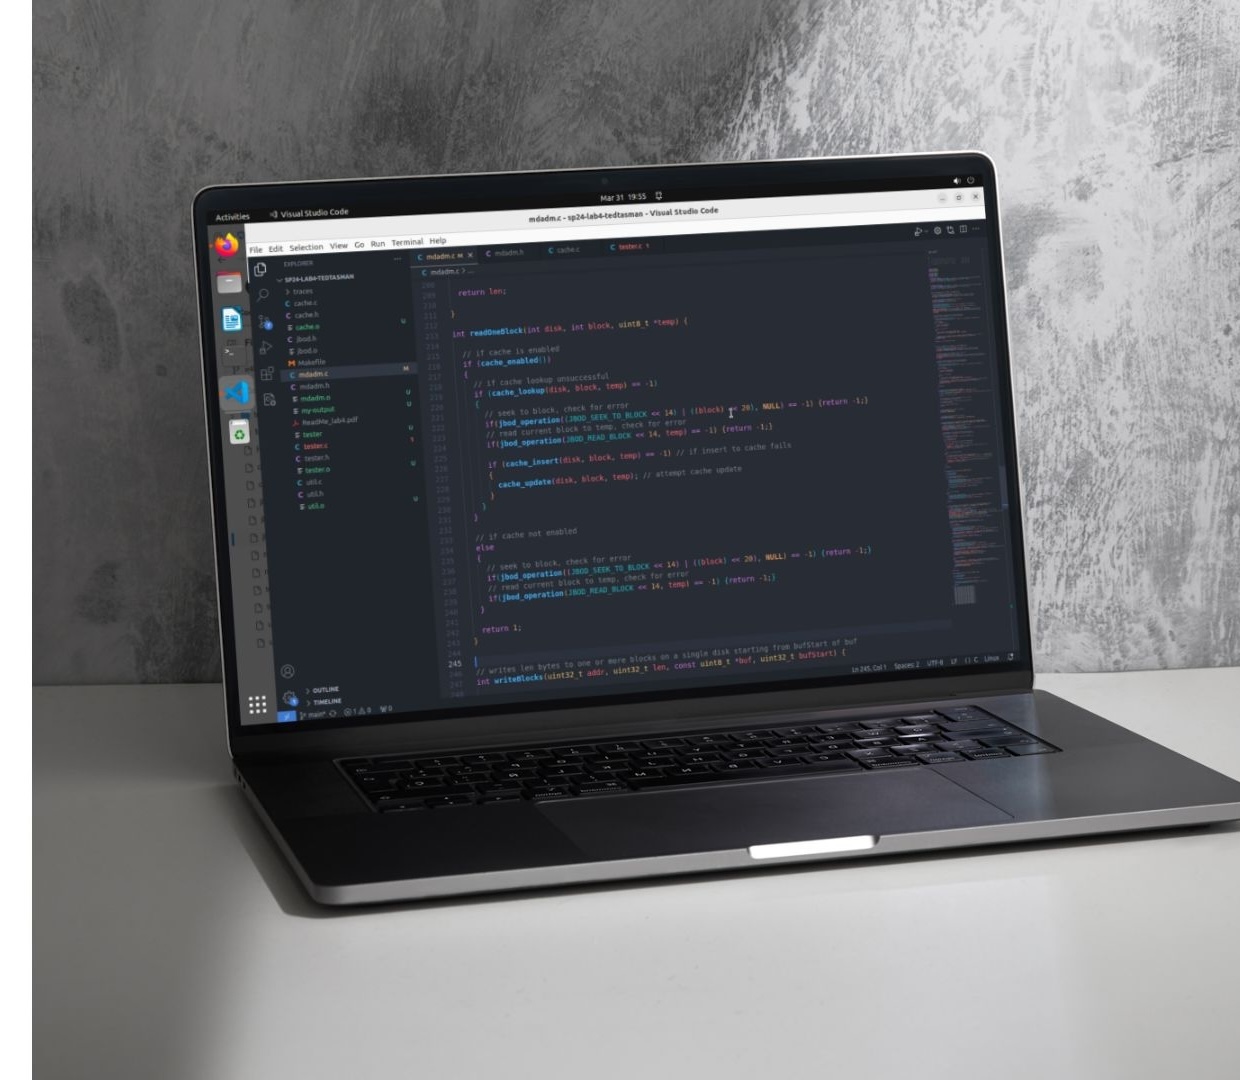 Activities
Visual Studio Code
Mar 31 19:55
mdadm.c - sp24-lab4-tedtasman - Visual Studio Code
File Edit Selection View Go Run Terminal Help
EXPLORER
SP24-LAB4-TEDTASMAN
traces
cache.c
cache.h
cache.o U
jbod.h
jbod.o
Makefile
mdadm.c M
mdadm.h
mdadm.o U
my-output U
ReadMe_lab4.pdf
tester U
tester.c 1
tester.h
tester.o U
util.c
util.h
util.o U
OUTLINE
TIMELINE
mdadm.c M
mdadm.h
cache.c
tester.c 1
mdadm.c > ...
return len;
}
int readOneBlock(int disk, int block, uint8_t *temp) {
// if cache is enabled
if (cache_enabled())
{
// if cache lookup unsuccessful
if (cache_lookup(disk, block, temp) == -1)
{
// seek to block, check for error
if(jbod_operation((JBOD_SEEK_TO_BLOCK << 14) | ((block) << 20), NULL) == -1) {return -1;}
// read current block to temp, check for error
if(jbod_operation(JBOD_READ_BLOCK << 14, temp) == -1) {return -1;}
if (cache_insert(disk, block, temp) == -1) // if insert to cache fails
{
cache_update(disk, block, temp); // attempt cache update
}
}
}
// if cache not enabled
else
{
// seek to block, check for error
if(jbod_operation((JBOD_SEEK_TO_BLOCK << 14) | ((block) << 20), NULL) == -1) {return -1;}
// read current block to temp, check for error
if(jbod_operation(JBOD_READ_BLOCK << 14, temp) == -1) {return -1;}
}
return 1;
}
245
// writes len bytes to one or more blocks on a single disk starting from bufStart of buf
int writeBlocks(uint32_t addr, uint32_t len, const uint8_t *buf, uint32_t bufStart) {
main*
Ln 245, Col 1 Spaces: 2 UTF-8 LF {} C Linux